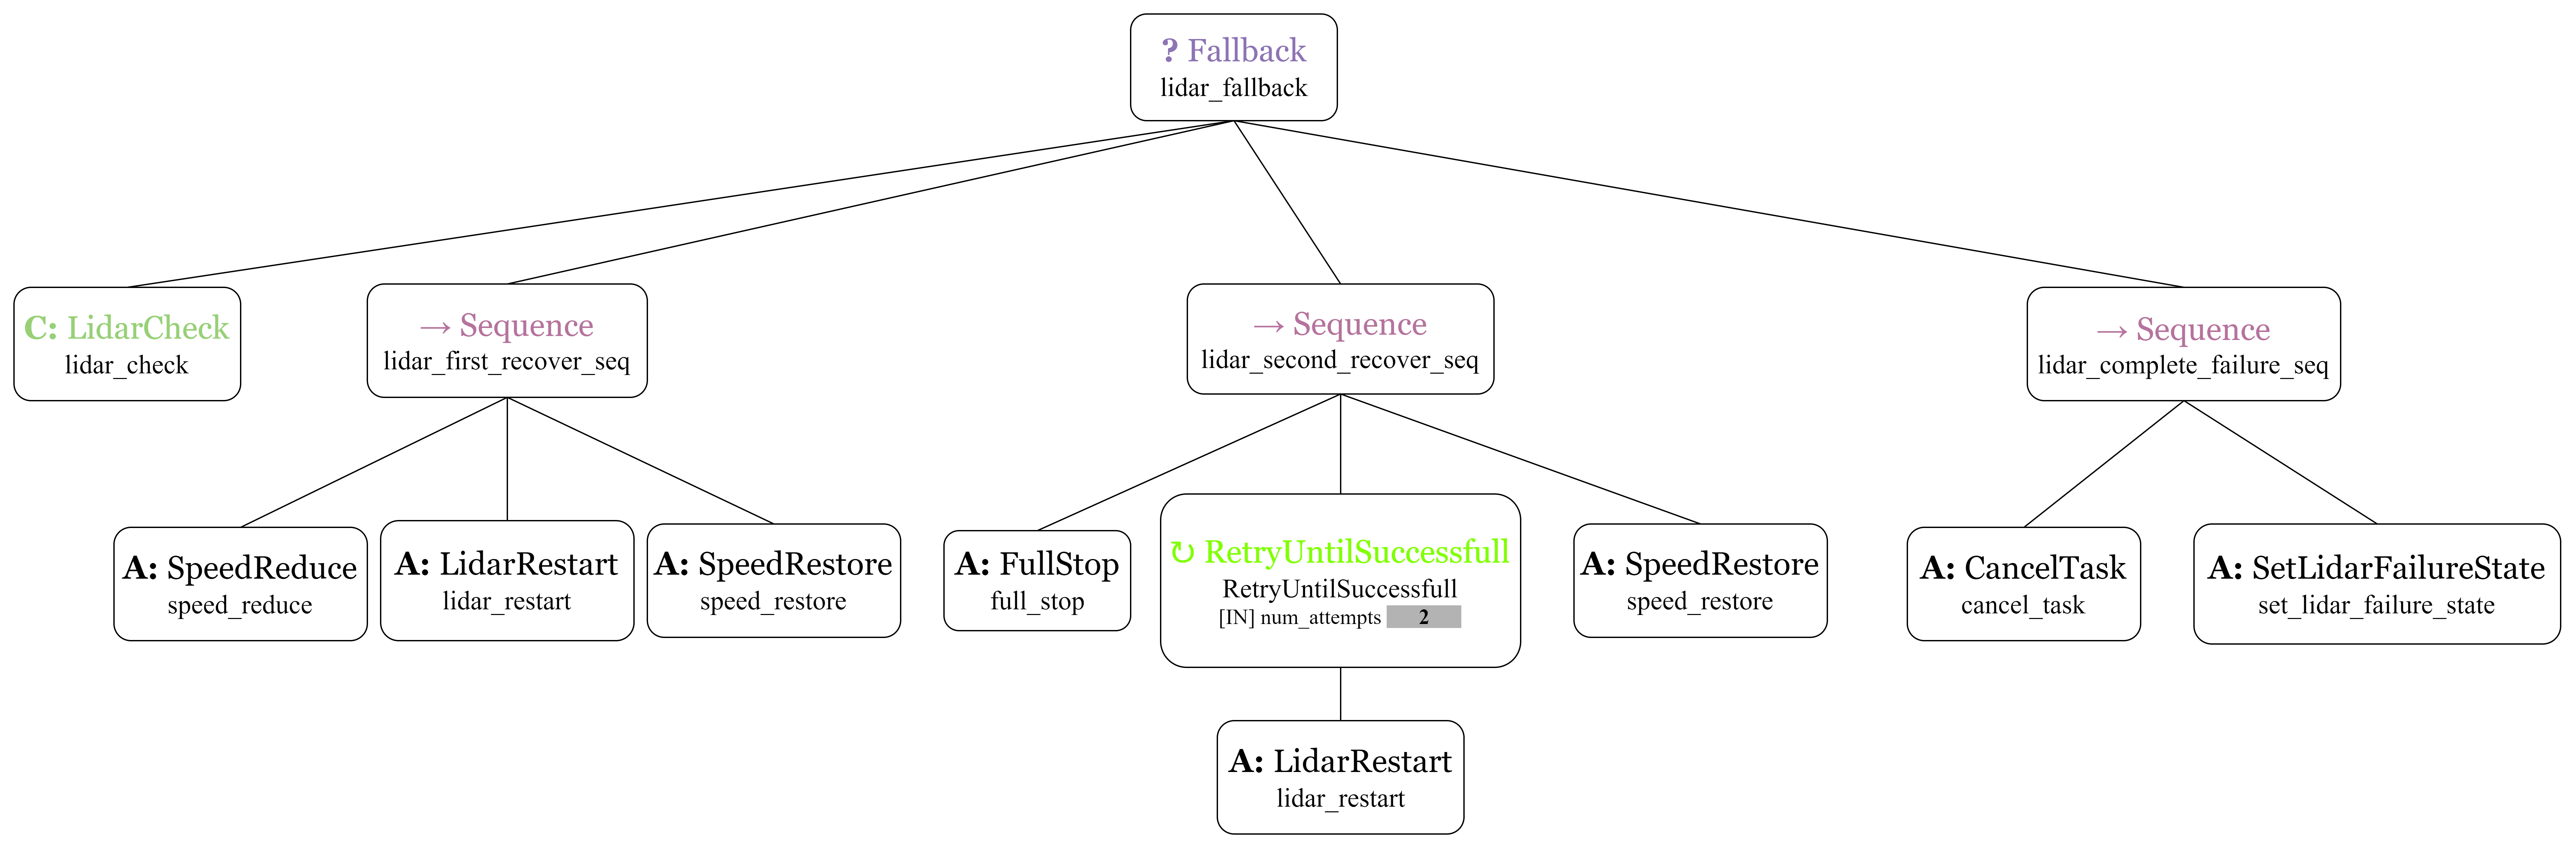 ? Fallback
lidar_fallback
C: LidarCheck
lidar_check
→ Sequence
lidar_first_recover_seq
→ Sequence
lidar_second_recover_seq
→ Sequence
lidar_complete_failure_seq
A: SpeedReduce
speed_reduce
A: LidarRestart
lidar_restart
A: SpeedRestore
speed_restore
A: FullStop
full_stop
↻ RetryUntilSuccessfull
RetryUntilSuccessfull
[IN] num_attempts 2
A: SpeedRestore
speed_restore
A: CancelTask
cancel_task
A: SetLidarFailureState
set_lidar_failure_state
A: LidarRestart
lidar_restart